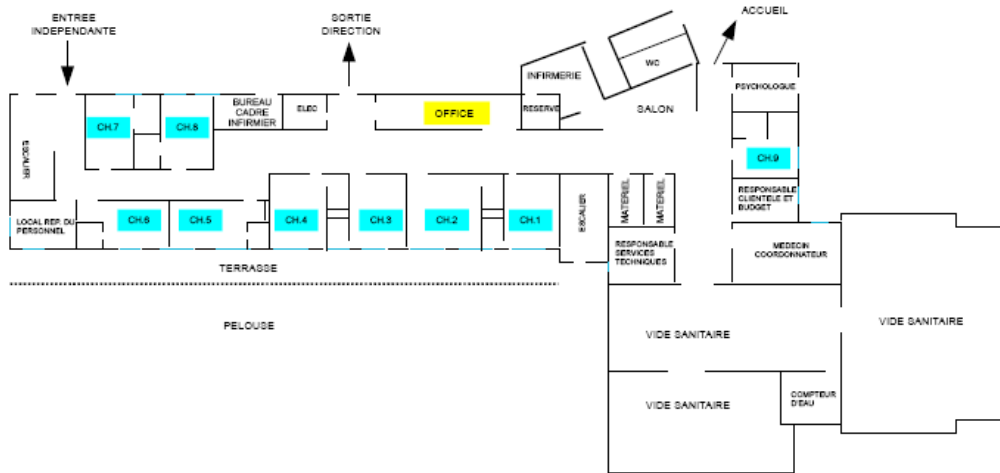 ENTREE
INDEPENDANTE
SORTIE
DIRECTION
ACCUEIL
INFIRMERIE
WC
PSYCHOLOGUE
BUREAU
CADRE
INFIRMIER
ELEC
OFFICE
RESERVE
SALON
CH.7
CH.8
ESCALIER
CH.9
RESPONSABLE
CLIENTELE ET
BUDGET
LOCAL REP. DU
PERSONNEL
CH.6
CH.5
CH.4
CH.3
CH.2
CH.1
ESCALIER
MATERIEL
MATERIEL
RESPONSABLE
SERVICES
TECHNIQUES
MEDECIN
COORDONNATEUR
TERRASSE
PELOUSE
VIDE SANITAIRE
VIDE SANITAIRE
VIDE SANITAIRE
COMPTEUR
D'EAU